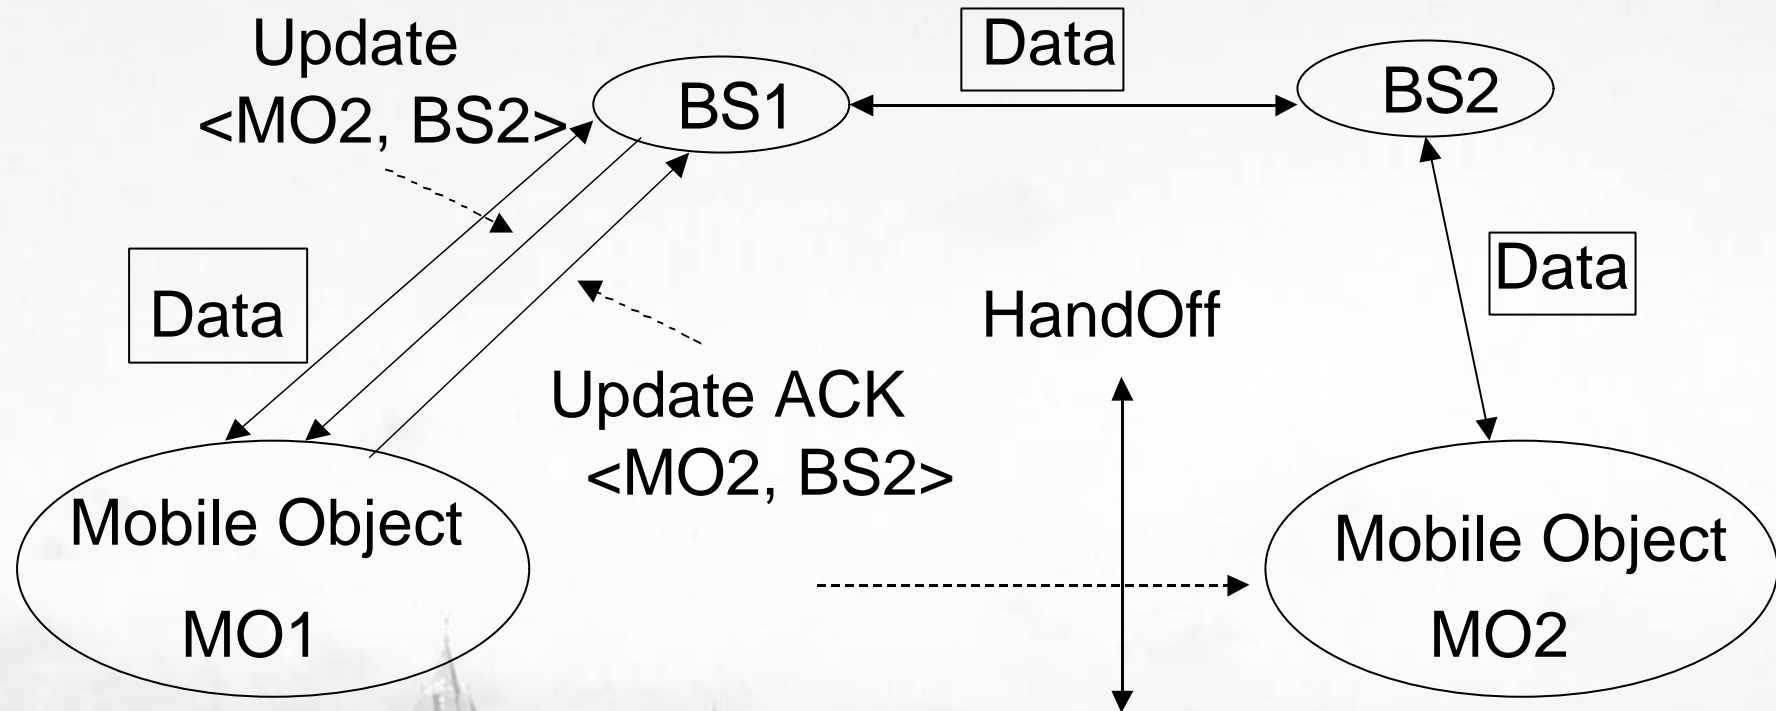 Update
<MO2, BS2>
BS1
Data
BS2
Data
Data
HandOff
Update ACK
<MO2, BS2>
Mobile Object
MO1
Mobile Object
MO2